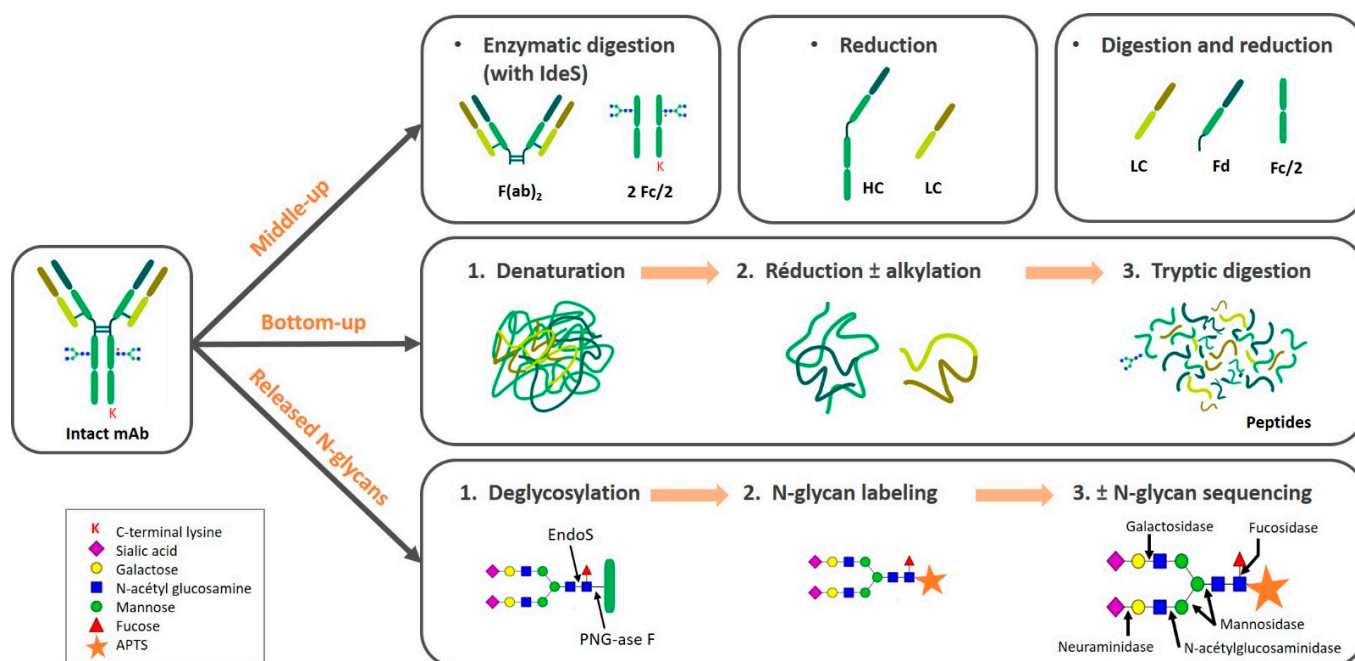 • Enzymatic digestion
(with IdeS)
F(ab)₂
2 Fc/2
K
• Reduction
HC
LC
• Digestion and reduction
LC
Fd
Fc/2
Middle-up
Bottom-up
Released N-glycans
K
Intact mAb
1. Denaturation
2. Réduction ± alkylation
3. Tryptic digestion
Peptides
1. Deglycosylation
2. N-glycan labeling
3. ± N-glycan sequencing
EndoS
PNG-ase F
Galactosidase
Fucosidase
Mannosidase
Neuraminidase
N-acétylglucosaminidase
K C-terminal lysine
Sialic acid
Galactose
N-acétyl glucosamine
Mannose
Fucose
APTS